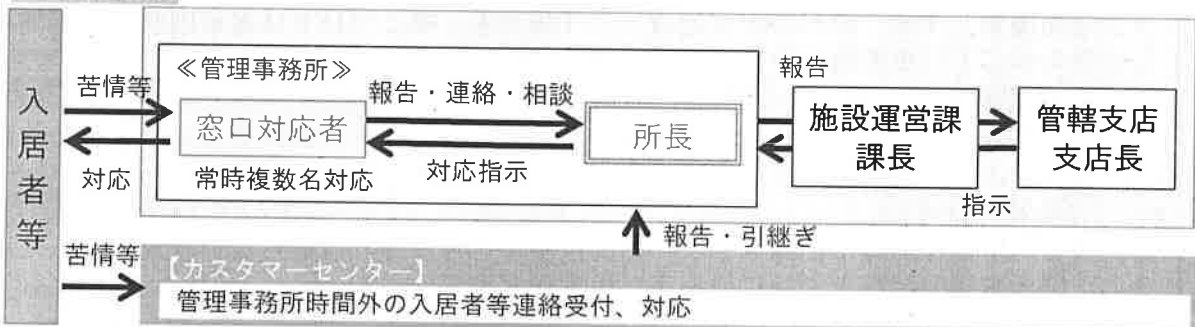 入居者等
苦情等
対応
≪管理事務所≫
窓口対応者
常時複数名対応
報告・連絡・相談
対応指示
所長
報告
施設運営課
課長
管轄支店
支店長
指示
報告・引継ぎ
苦情等
【カスタマーセンター】
管理事務所時間外の入居者等連絡受付、対応